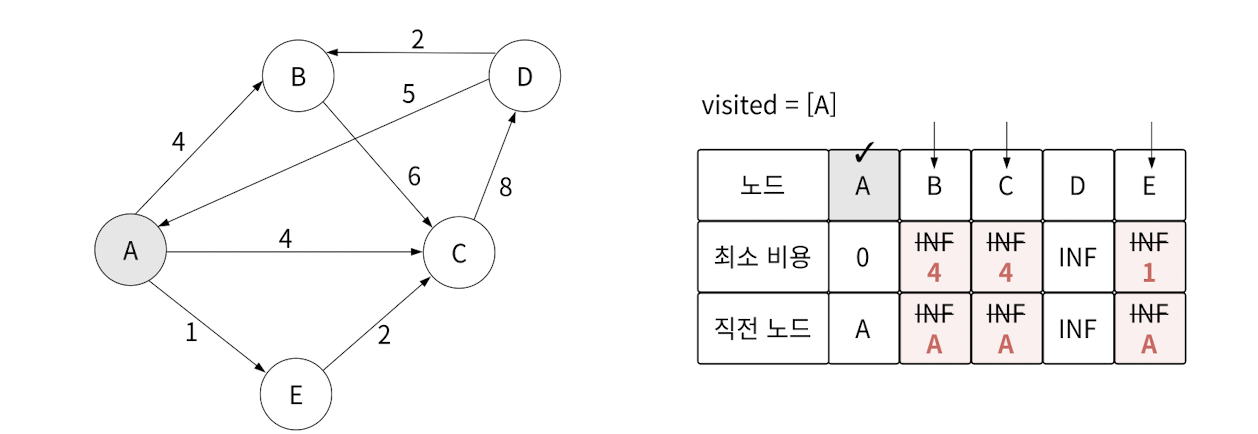 2
B
D
5
4
6
8
A
4
C
1
2
E
visited = [A]
✓
노드 A B C D E
최소 비용 0 INF INF INF INF
4 4 1
직전 노드 A INF INF INF INF
A A A